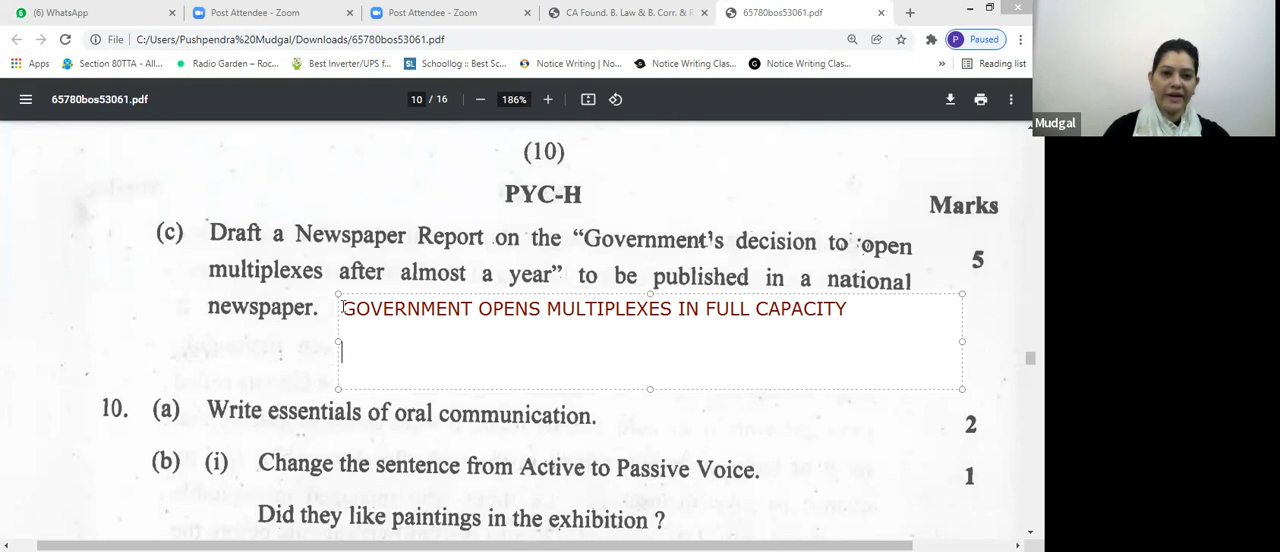 (6) WhatsApp
Post Attendee - Zoom
Post Attendee - Zoom
CA Found. B. Law & B. Corr. & R
65780bos53061.pdf
File
C:/Users/Pushpendra%20Mudgal/Downloads/65780bos53061.pdf
P Paused
Apps
Section 80TTA - All...
Radio Garden – Roc...
Best Inverter/UPS f...
Schoollog :: Best Sc...
Notice Writing | No...
Notice Writing Clas...
Notice Writing Clas...
»
Reading list
65780bos53061.pdf
10 / 16
186%
Mudgal
(10)
PYC-H
Marks
(c) Draft a Newspaper Report on the “Government's decision to open 5
multiplexes after almost a year” to be published in a national
newspaper. GOVERNMENT OPENS MULTIPLEXES IN FULL CAPACITY
10. (a) Write essentials of oral communication. 2
(b) (i) Change the sentence from Active to Passive Voice. 1
Did they like paintings in the exhibition ?